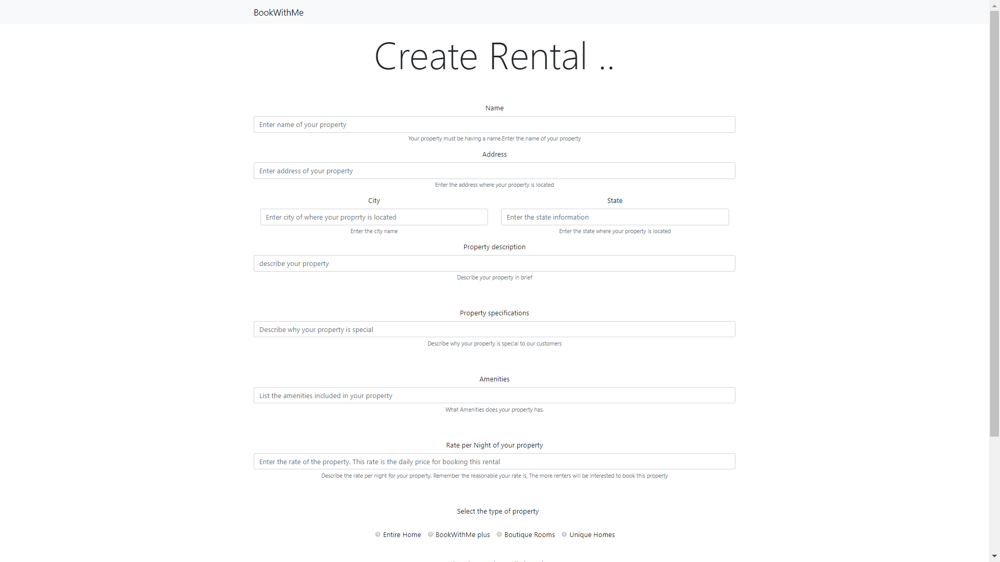 BookWithMe
Create Rental ..
Name
Enter name of your property
Your property must be having a name.Enter the name of your property
Address
Enter address of your property
Enter the address where your property is located
City
State
Enter city of where your proprrty is located
Enter the state information
Enter the city name
Enter the state where your property is located
Property description
describe your property
Describe your property in brief
Property specifications
Describe why your property is special
Describe why your property is special to our customers
Amenities
List the amenities included in your property
What Amenities does your property has.
Rate per Night of your property
Enter the rate of the property. This rate is the daily price for booking this rental
Describe the rate per night for your property. Remember the reasonable your rate is, The more renters will be interested to book this property
Select the type of property
Entire Home BookWithMe plus Boutique Rooms Unique Homes